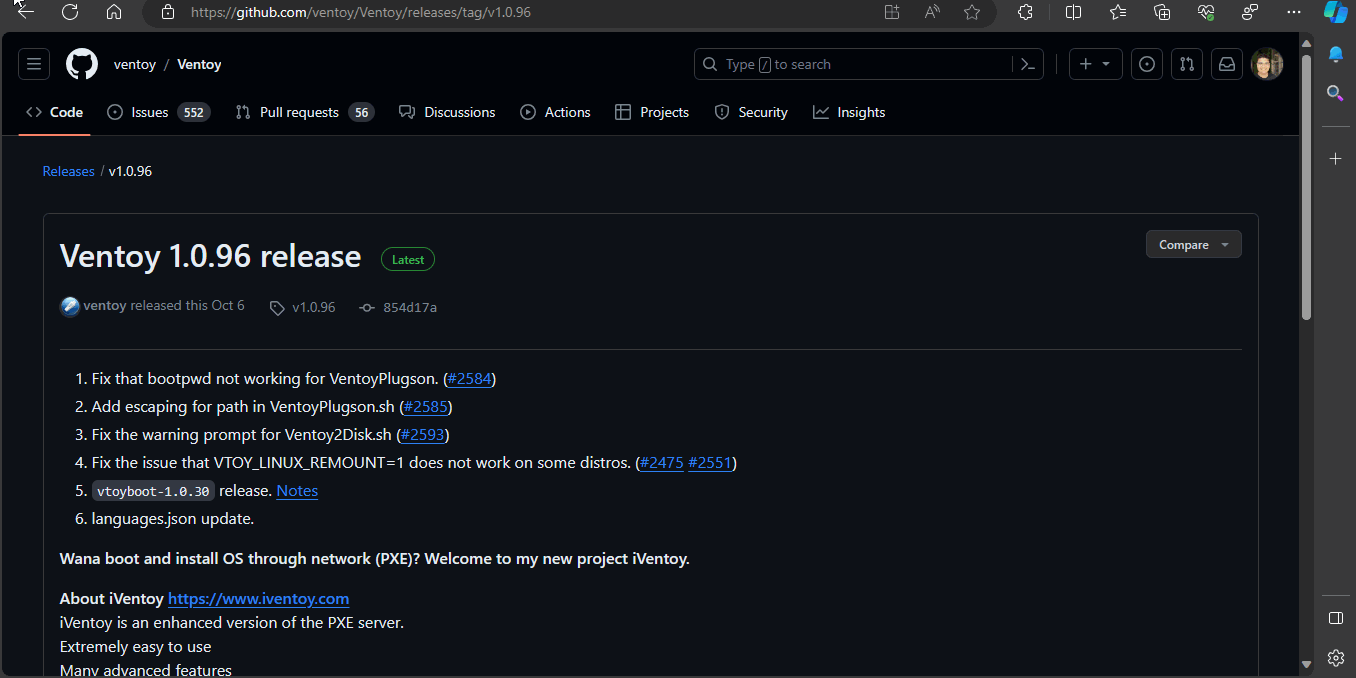 https://github.com/ventoy/Ventoy/releases/tag/v1.0.96
ventoy / Ventoy
Type / to search
Code
Issues 552
Pull requests 56
Discussions
Actions
Projects
Security
Insights
Releases / v1.0.96
Ventoy 1.0.96 release Latest
Compare
ventoy released this Oct 6 v1.0.96 854d17a
1. Fix that bootpwd not working for VentoyPlugson. (#2584)
2. Add escaping for path in VentoyPlugson.sh (#2585)
3. Fix the warning prompt for Ventoy2Disk.sh (#2593)
4. Fix the issue that VTOY_LINUX_REMOUNT=1 does not work on some distros. (#2475 #2551)
5. vtoyboot-1.0.30 release. Notes
6. languages.json update.
Wana boot and install OS through network (PXE)? Welcome to my new project iVentoy.
About iVentoy https://www.iventoy.com
iVentoy is an enhanced version of the PXE server.
Extremely easy to use
Many advanced features